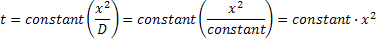 t = constant (x²/D) = constant (x²/constant) = constant · x²